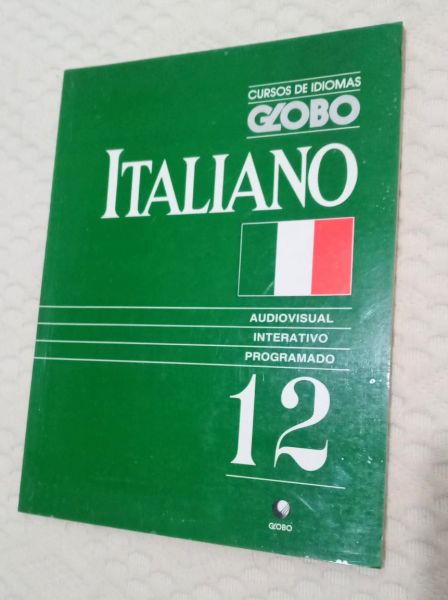 CURSOS DE IDIOMAS
GLOBO
ITALIANO
AUDIOVISUAL
INTERATIVO
PROGRAMADO
12
GLOBO